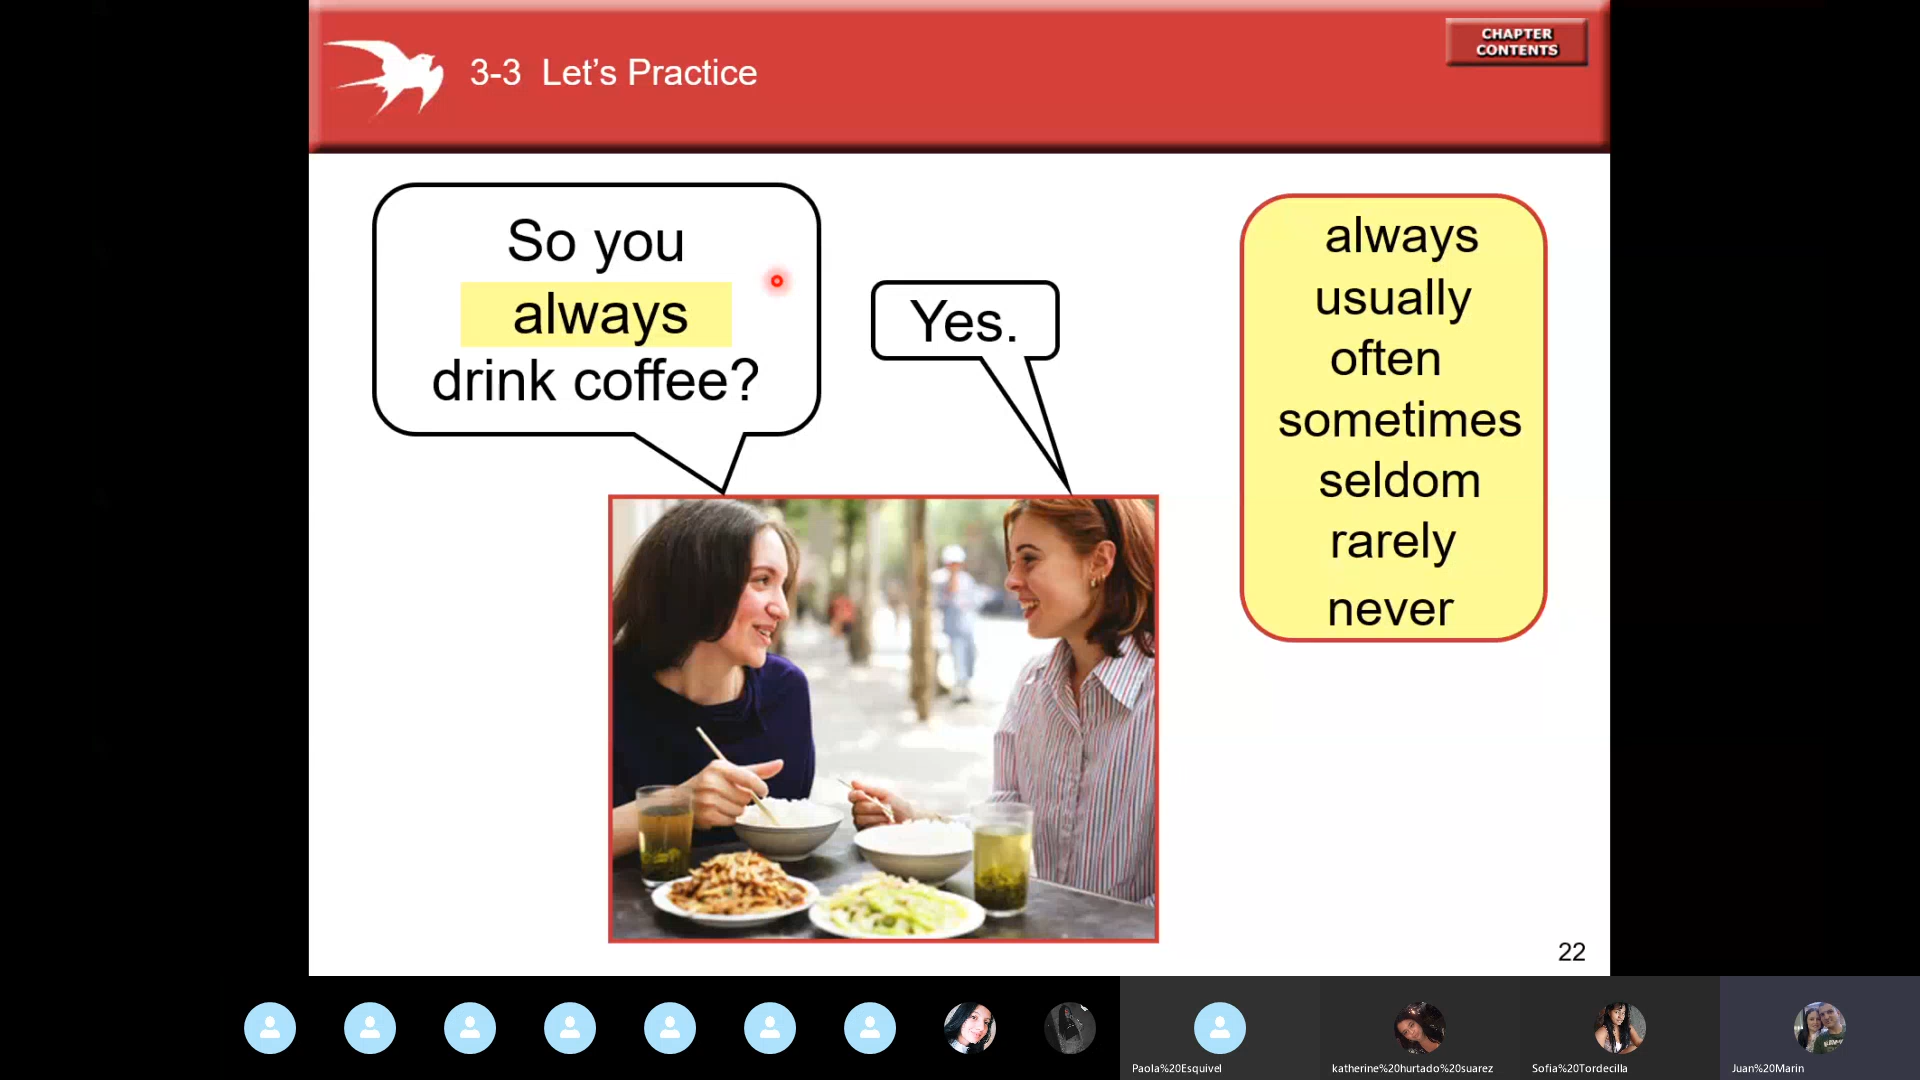 3-3 Let's Practice
CHAPTER
CONTENTS
So you
always
drink coffee?
Yes.
always
usually
often
sometimes
seldom
rarely
never
22
Paola%20Esquivel
katherine%20hurtado%20suarez
Sofia%20Tordecilla
Juan%20Marin